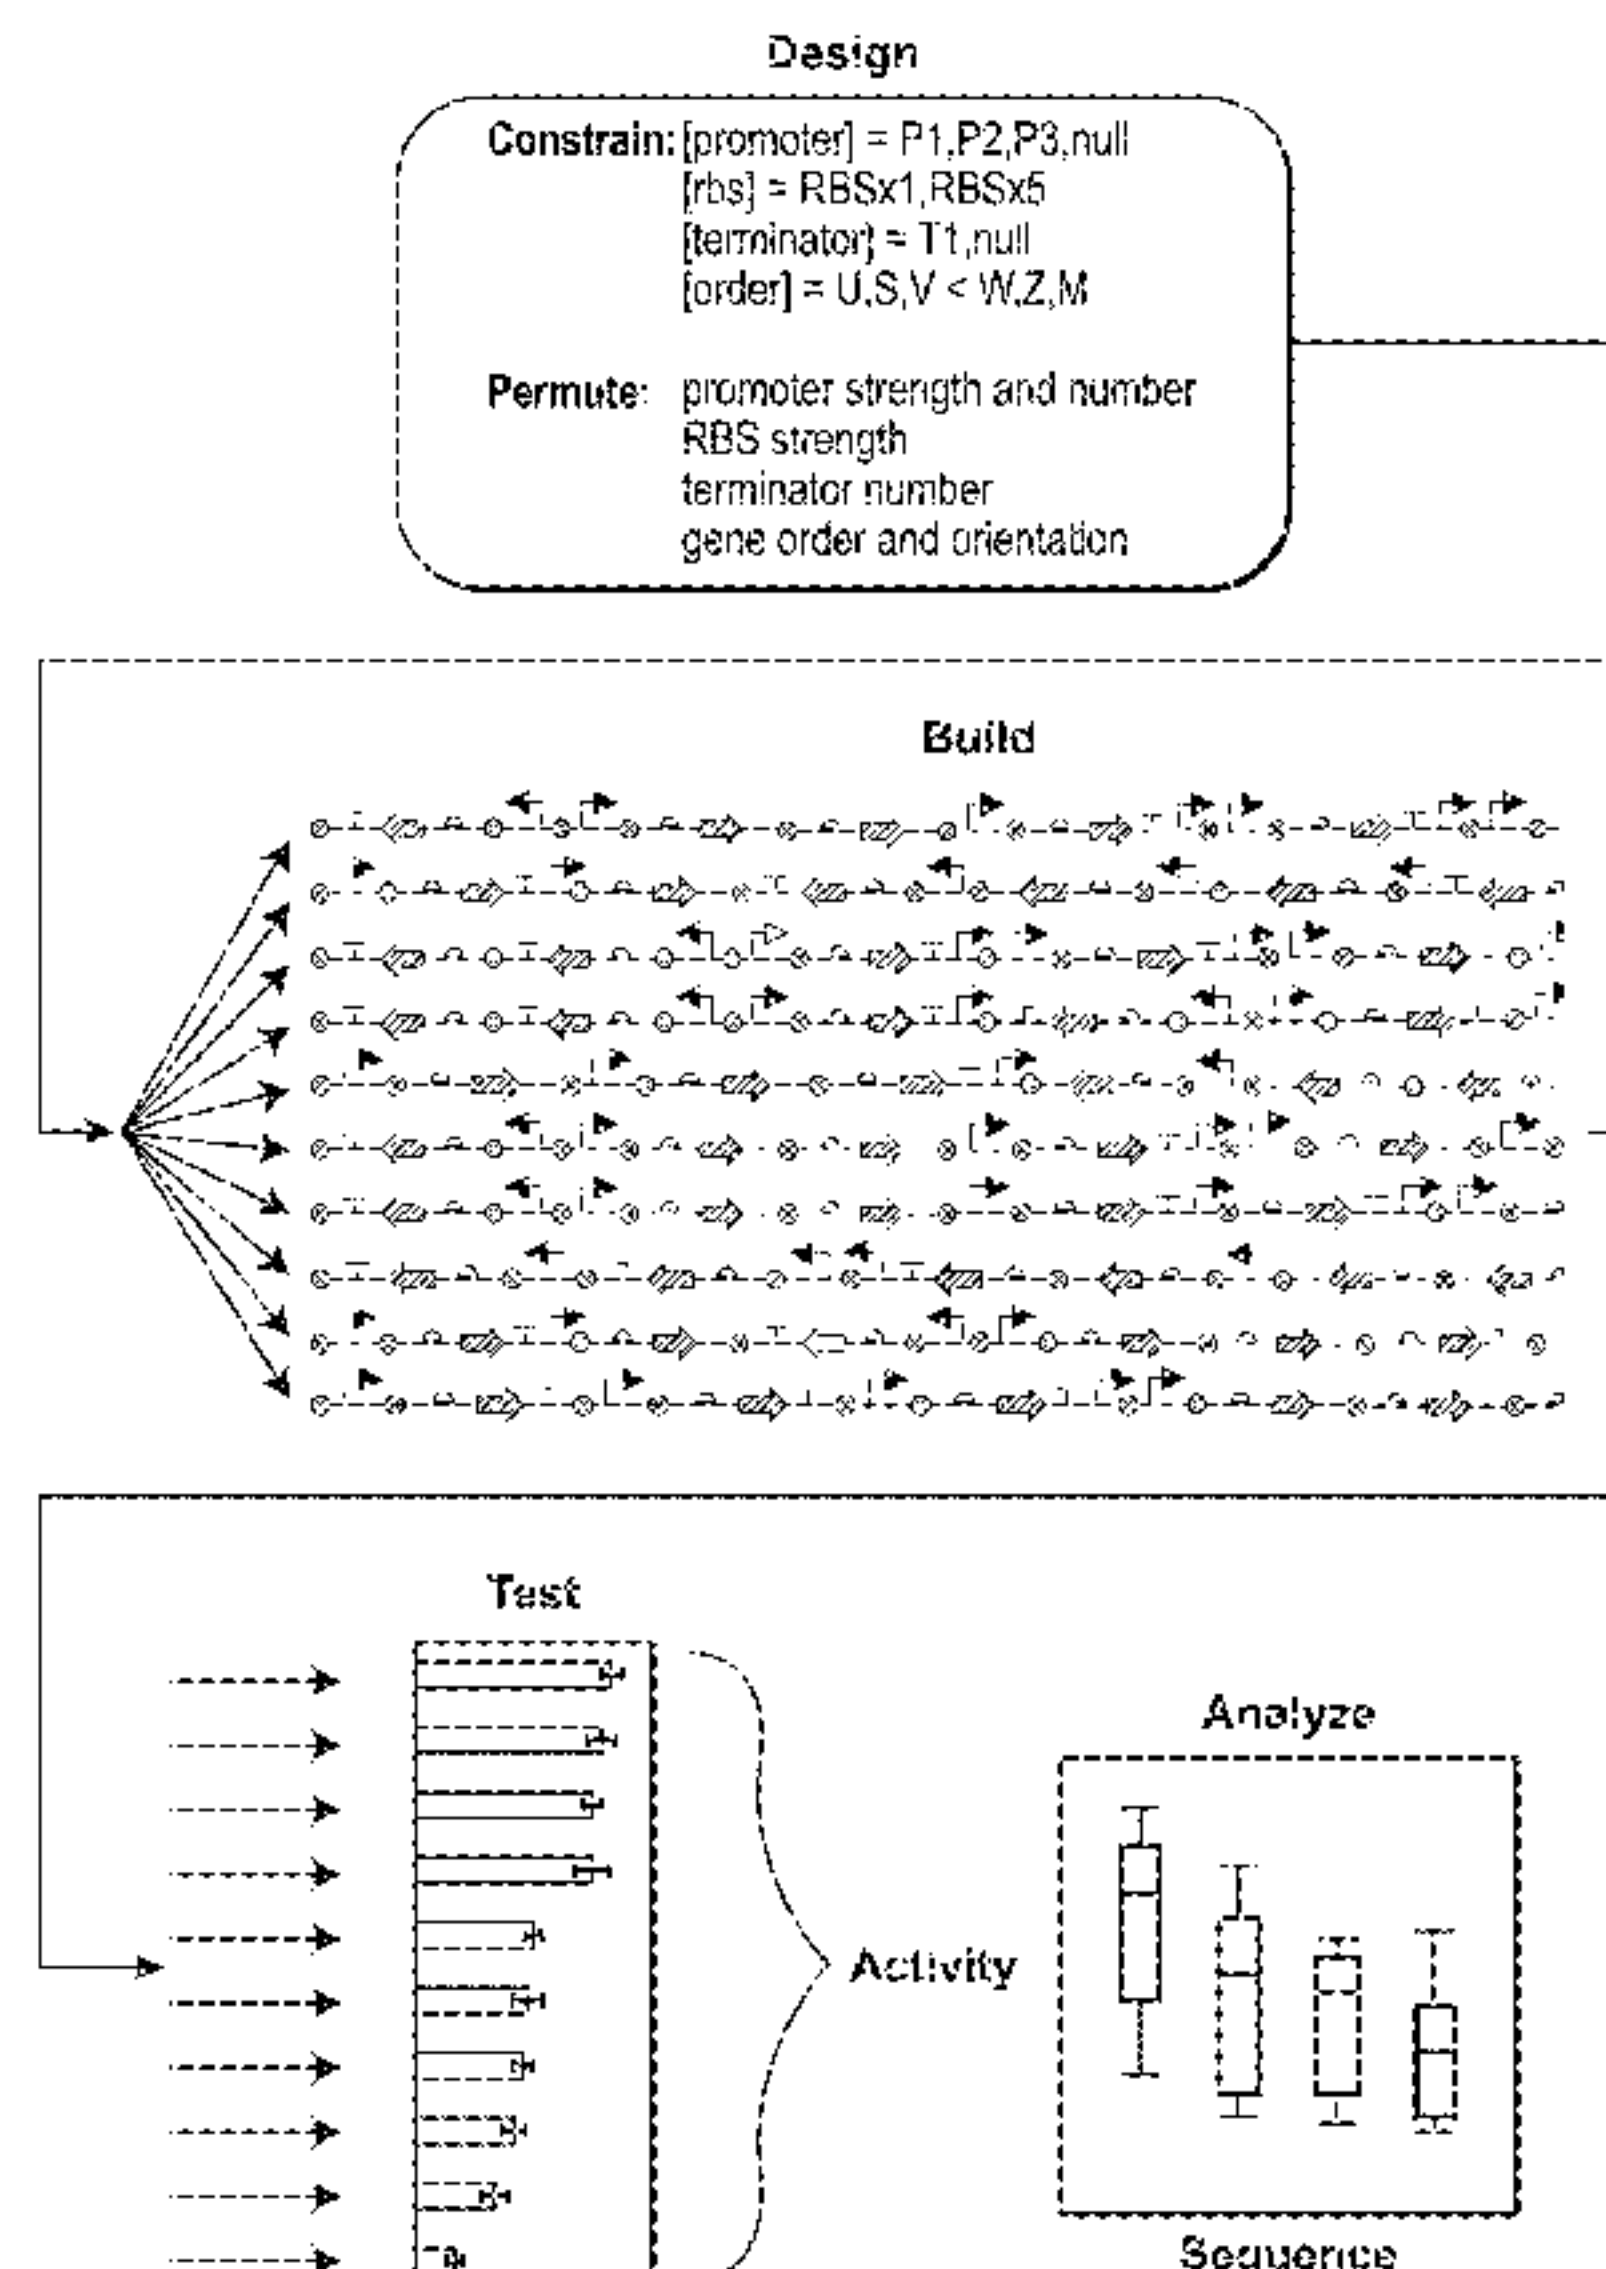 Design
Constrain: [promoter] = P1,P2,P3,null
[rbs] = RBSx1,RBSx5
[terminator] = T1,null
[order] = U,S,V < W,Z,M
Permute: promoter strength and number
RBS strength
terminator number
gene order and orientation
Build
Test
Analyze
Activity
Sequence